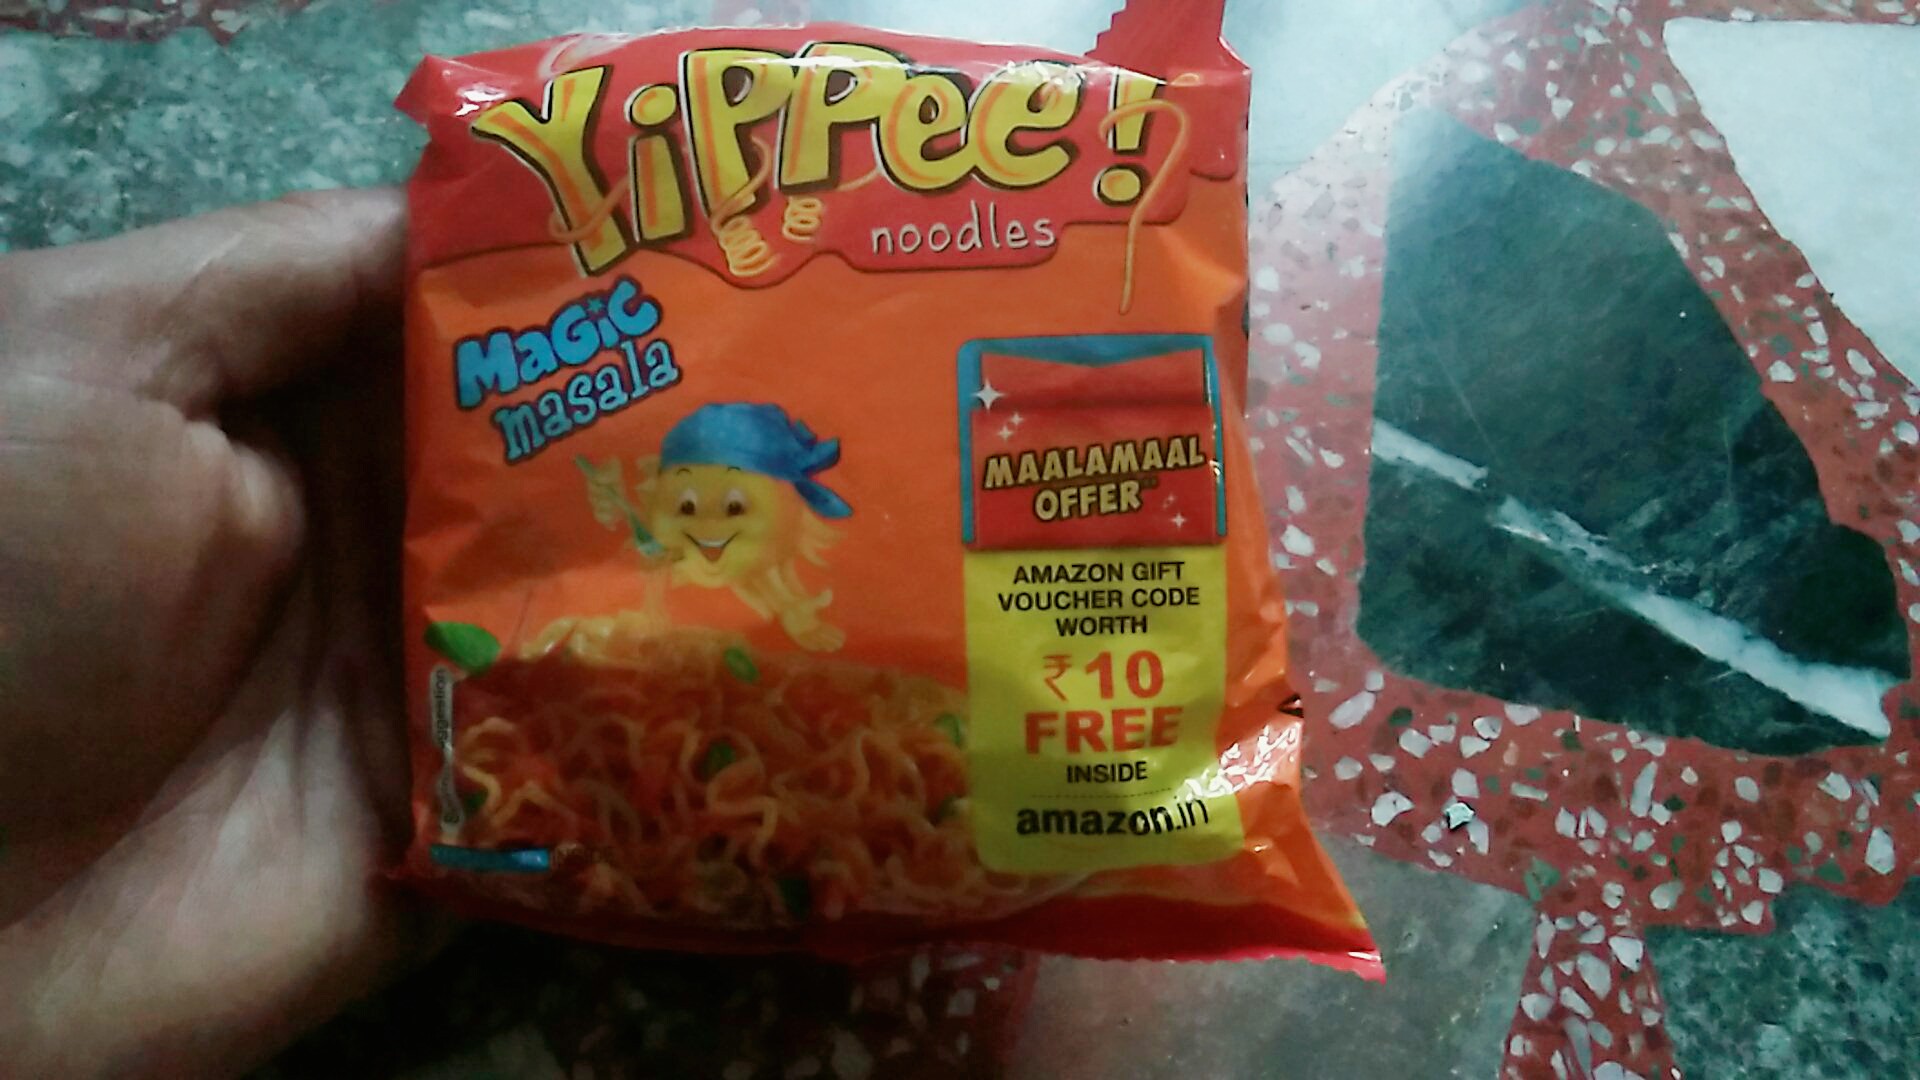 YiPPee!
noodles
MaGiC
masala
MAALAMAAL
OFFER
AMAZON GIFT
VOUCHER CODE
WORTH
₹10
FREE
INSIDE
amazon.in